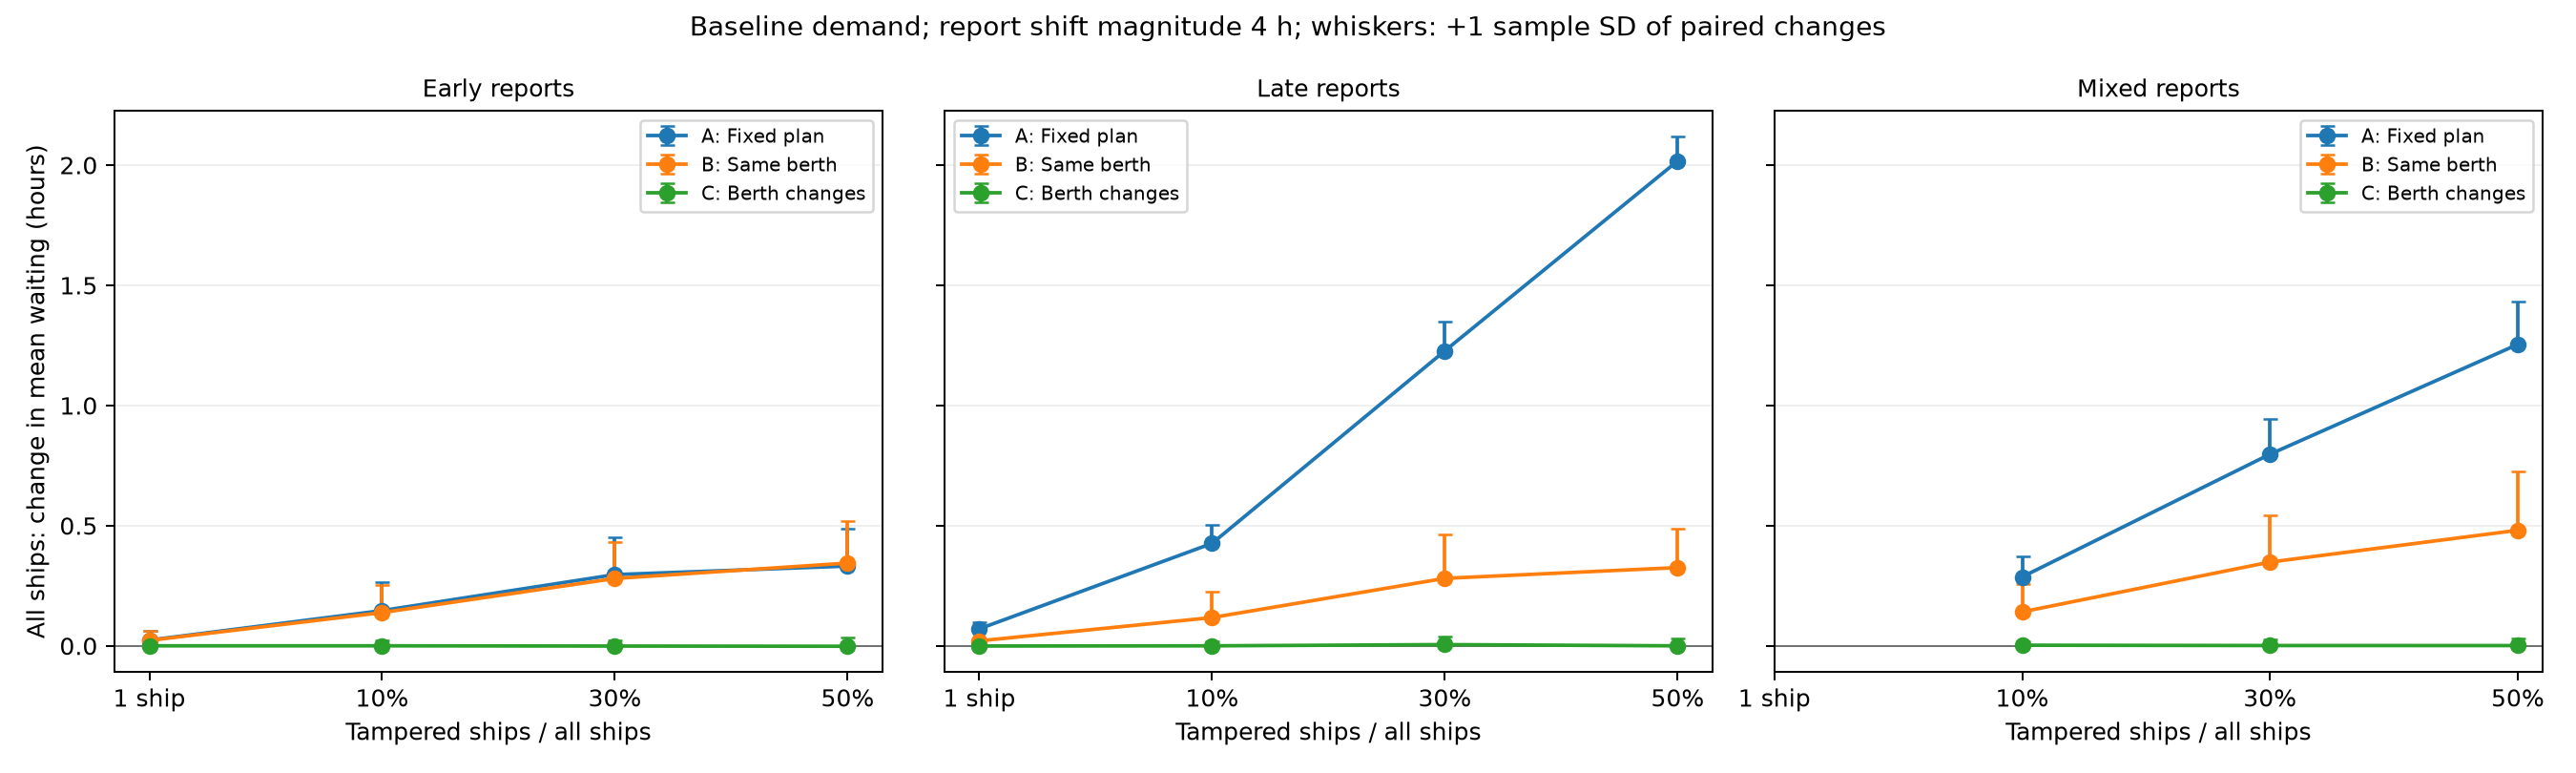 Baseline demand; report shift magnitude 4 h; whiskers: +1 sample SD of paired changes
Early reports
All ships: change in mean waiting (hours)
2.0
1.5
1.0
0.5
0.0
A: Fixed plan
B: Same berth
C: Berth changes
1 ship
10%
30%
50%
Tampered ships / all ships
Late reports
A: Fixed plan
B: Same berth
C: Berth changes
1 ship
10%
30%
50%
Tampered ships / all ships
Mixed reports
A: Fixed plan
B: Same berth
C: Berth changes
1 ship
10%
30%
50%
Tampered ships / all ships